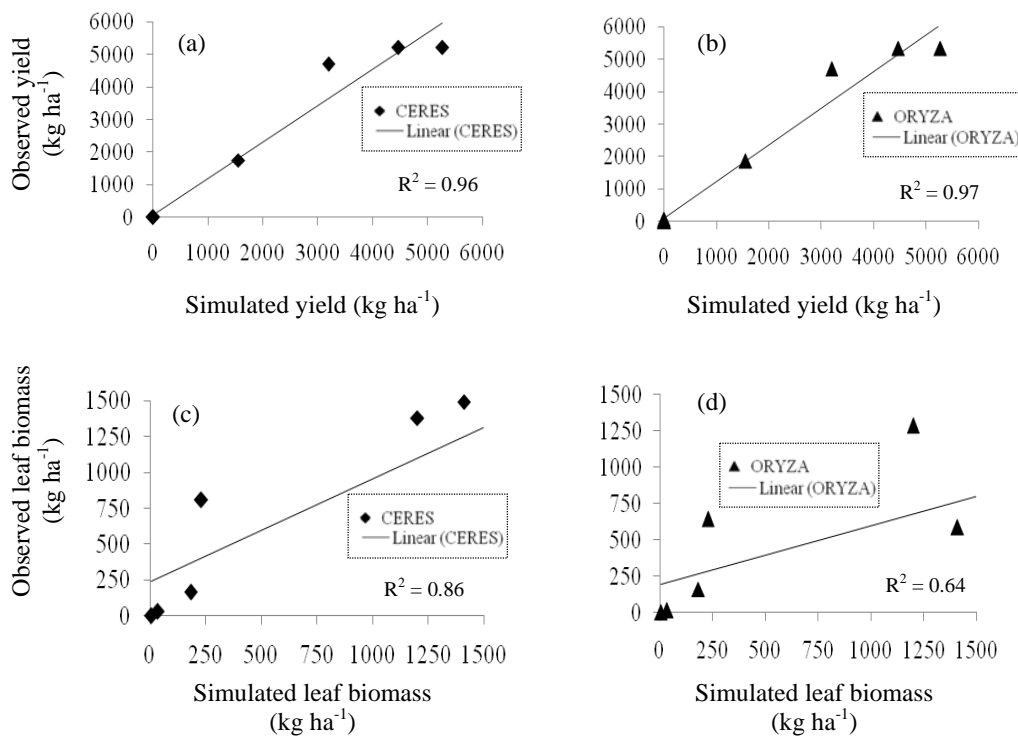 (a)
Observed yield
(kg ha-1)
6000
5000
4000
3000
2000
1000
0
CERES
Linear (CERES)
R2 = 0.96
0 1000 2000 3000 4000 5000 6000
Simulated yield (kg ha-1)
(b)
6000
5000
4000
3000
2000
1000
0
ORYZA
Linear (ORYZA)
R2 = 0.97
0 1000 2000 3000 4000 5000 6000
Simulated yield (kg ha-1)
(c)
Observed leaf biomass
(kg ha-1)
1500
1250
1000
750
500
250
0
CERES
Linear (CERES)
R2 = 0.86
0 250 500 750 1000 1250 1500
Simulated leaf biomass
(kg ha-1)
(d)
1500
1250
1000
750
500
250
0
ORYZA
Linear (ORYZA)
R2 = 0.64
0 250 500 750 1000 1250 1500
Simulated leaf biomass
(kg ha-1)